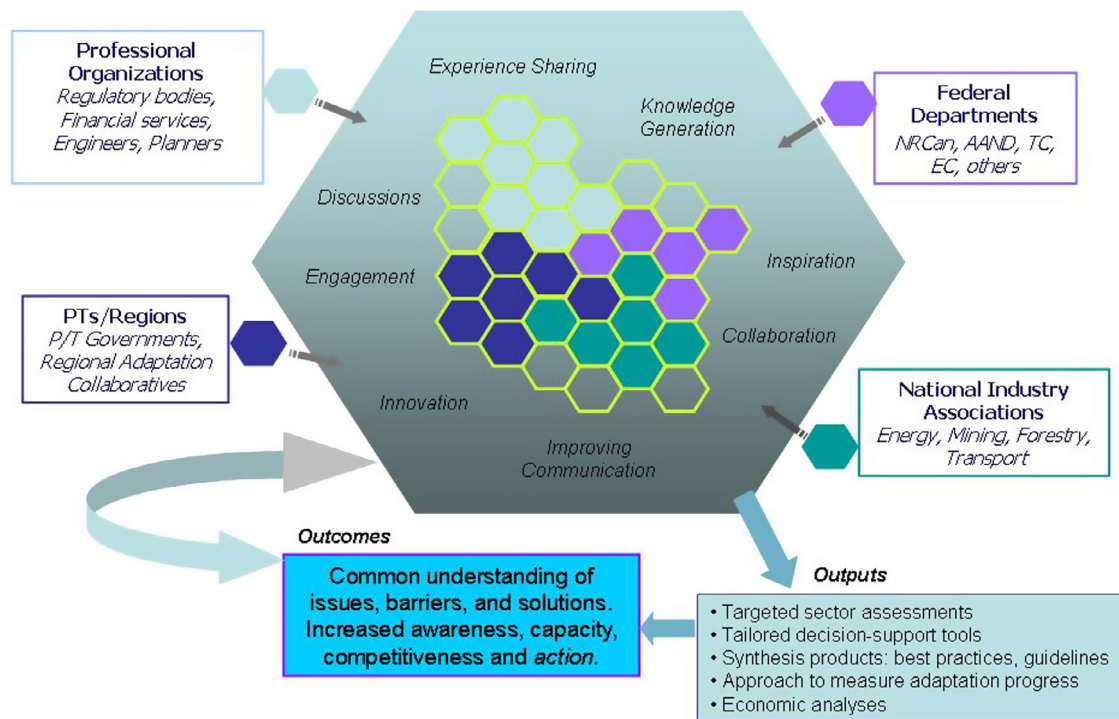 Professional
Organizations
Regulatory bodies,
Financial services,
Engineers, Planners
Experience Sharing
Knowledge
Generation
Federal
Departments
NRCan, AAND, TC,
EC, others
Discussions
Engagement
Inspiration
PTs/Regions
P/T Governments,
Regional Adaptation
Collaboratives
Collaboration
Innovation
National Industry
Associations
Energy, Mining, Forestry,
Transport
Improving
Communication
Outcomes
Common understanding of
issues, barriers, and solutions.
Increased awareness, capacity,
competitiveness and action.
Outputs
• Targeted sector assessments
• Tailored decision-support tools
• Synthesis products: best practices, guidelines
• Approach to measure adaptation progress
• Economic analyses